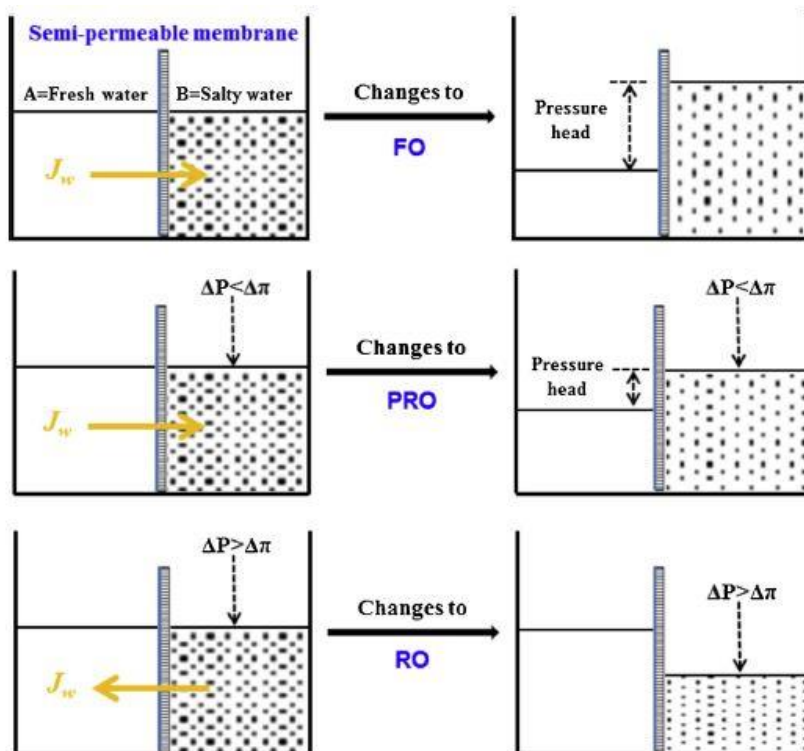 Semi-permeable membrane
A=Fresh water
B=Salty water
Jw
Changes to
FO
Pressure
head
ΔP<Δπ
Jw
Changes to
PRO
ΔP<Δπ
Pressure
head
ΔP>Δπ
Jw
Changes to
RO
ΔP>Δπ